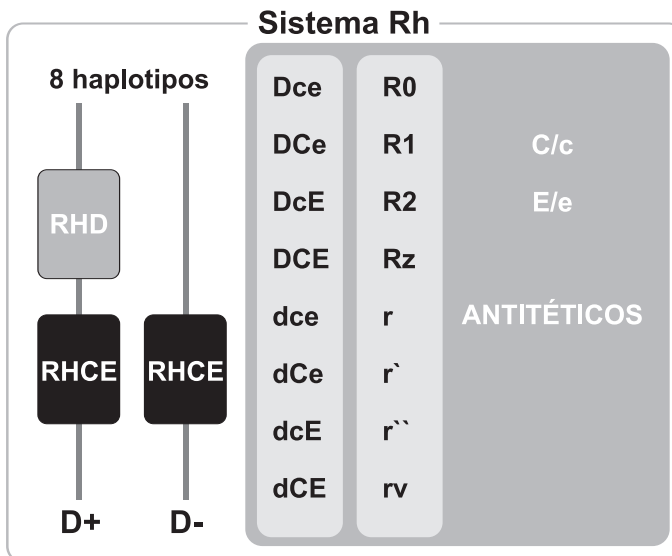 Sistema Rh
8 haplotipos
RHD
RHCE
RHCE
D+
D-
Dce R0
DCe R1 C/c
DcE R2 E/e
DCE Rz
dce r ANTITÉTICOS
dCe r`
dcE r``
dCE rv